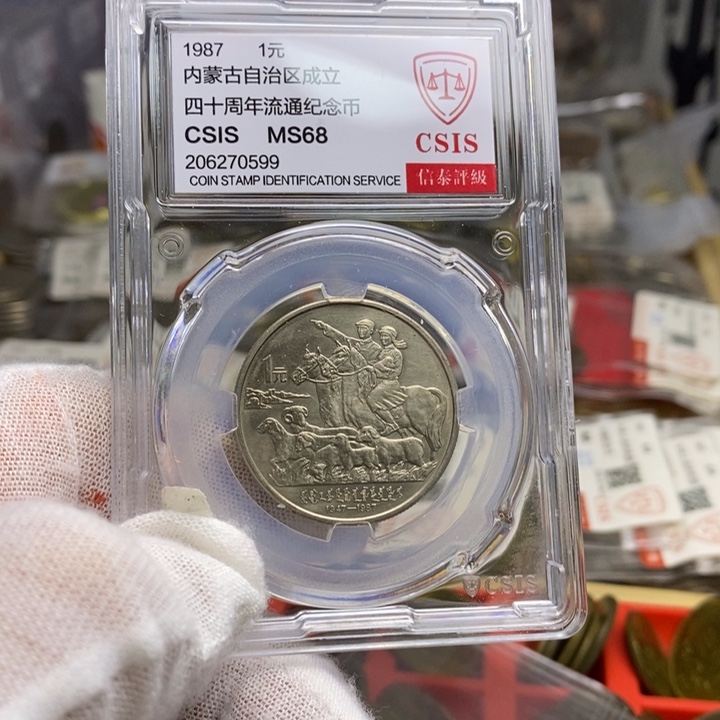 1987 1元
内蒙古自治区成立
四十周年流通纪念币
CSIS MS68
206270599
COIN STAMP IDENTIFICATION SERVICE
CSIS
信泰評級
1元
1947—1987
CSIS